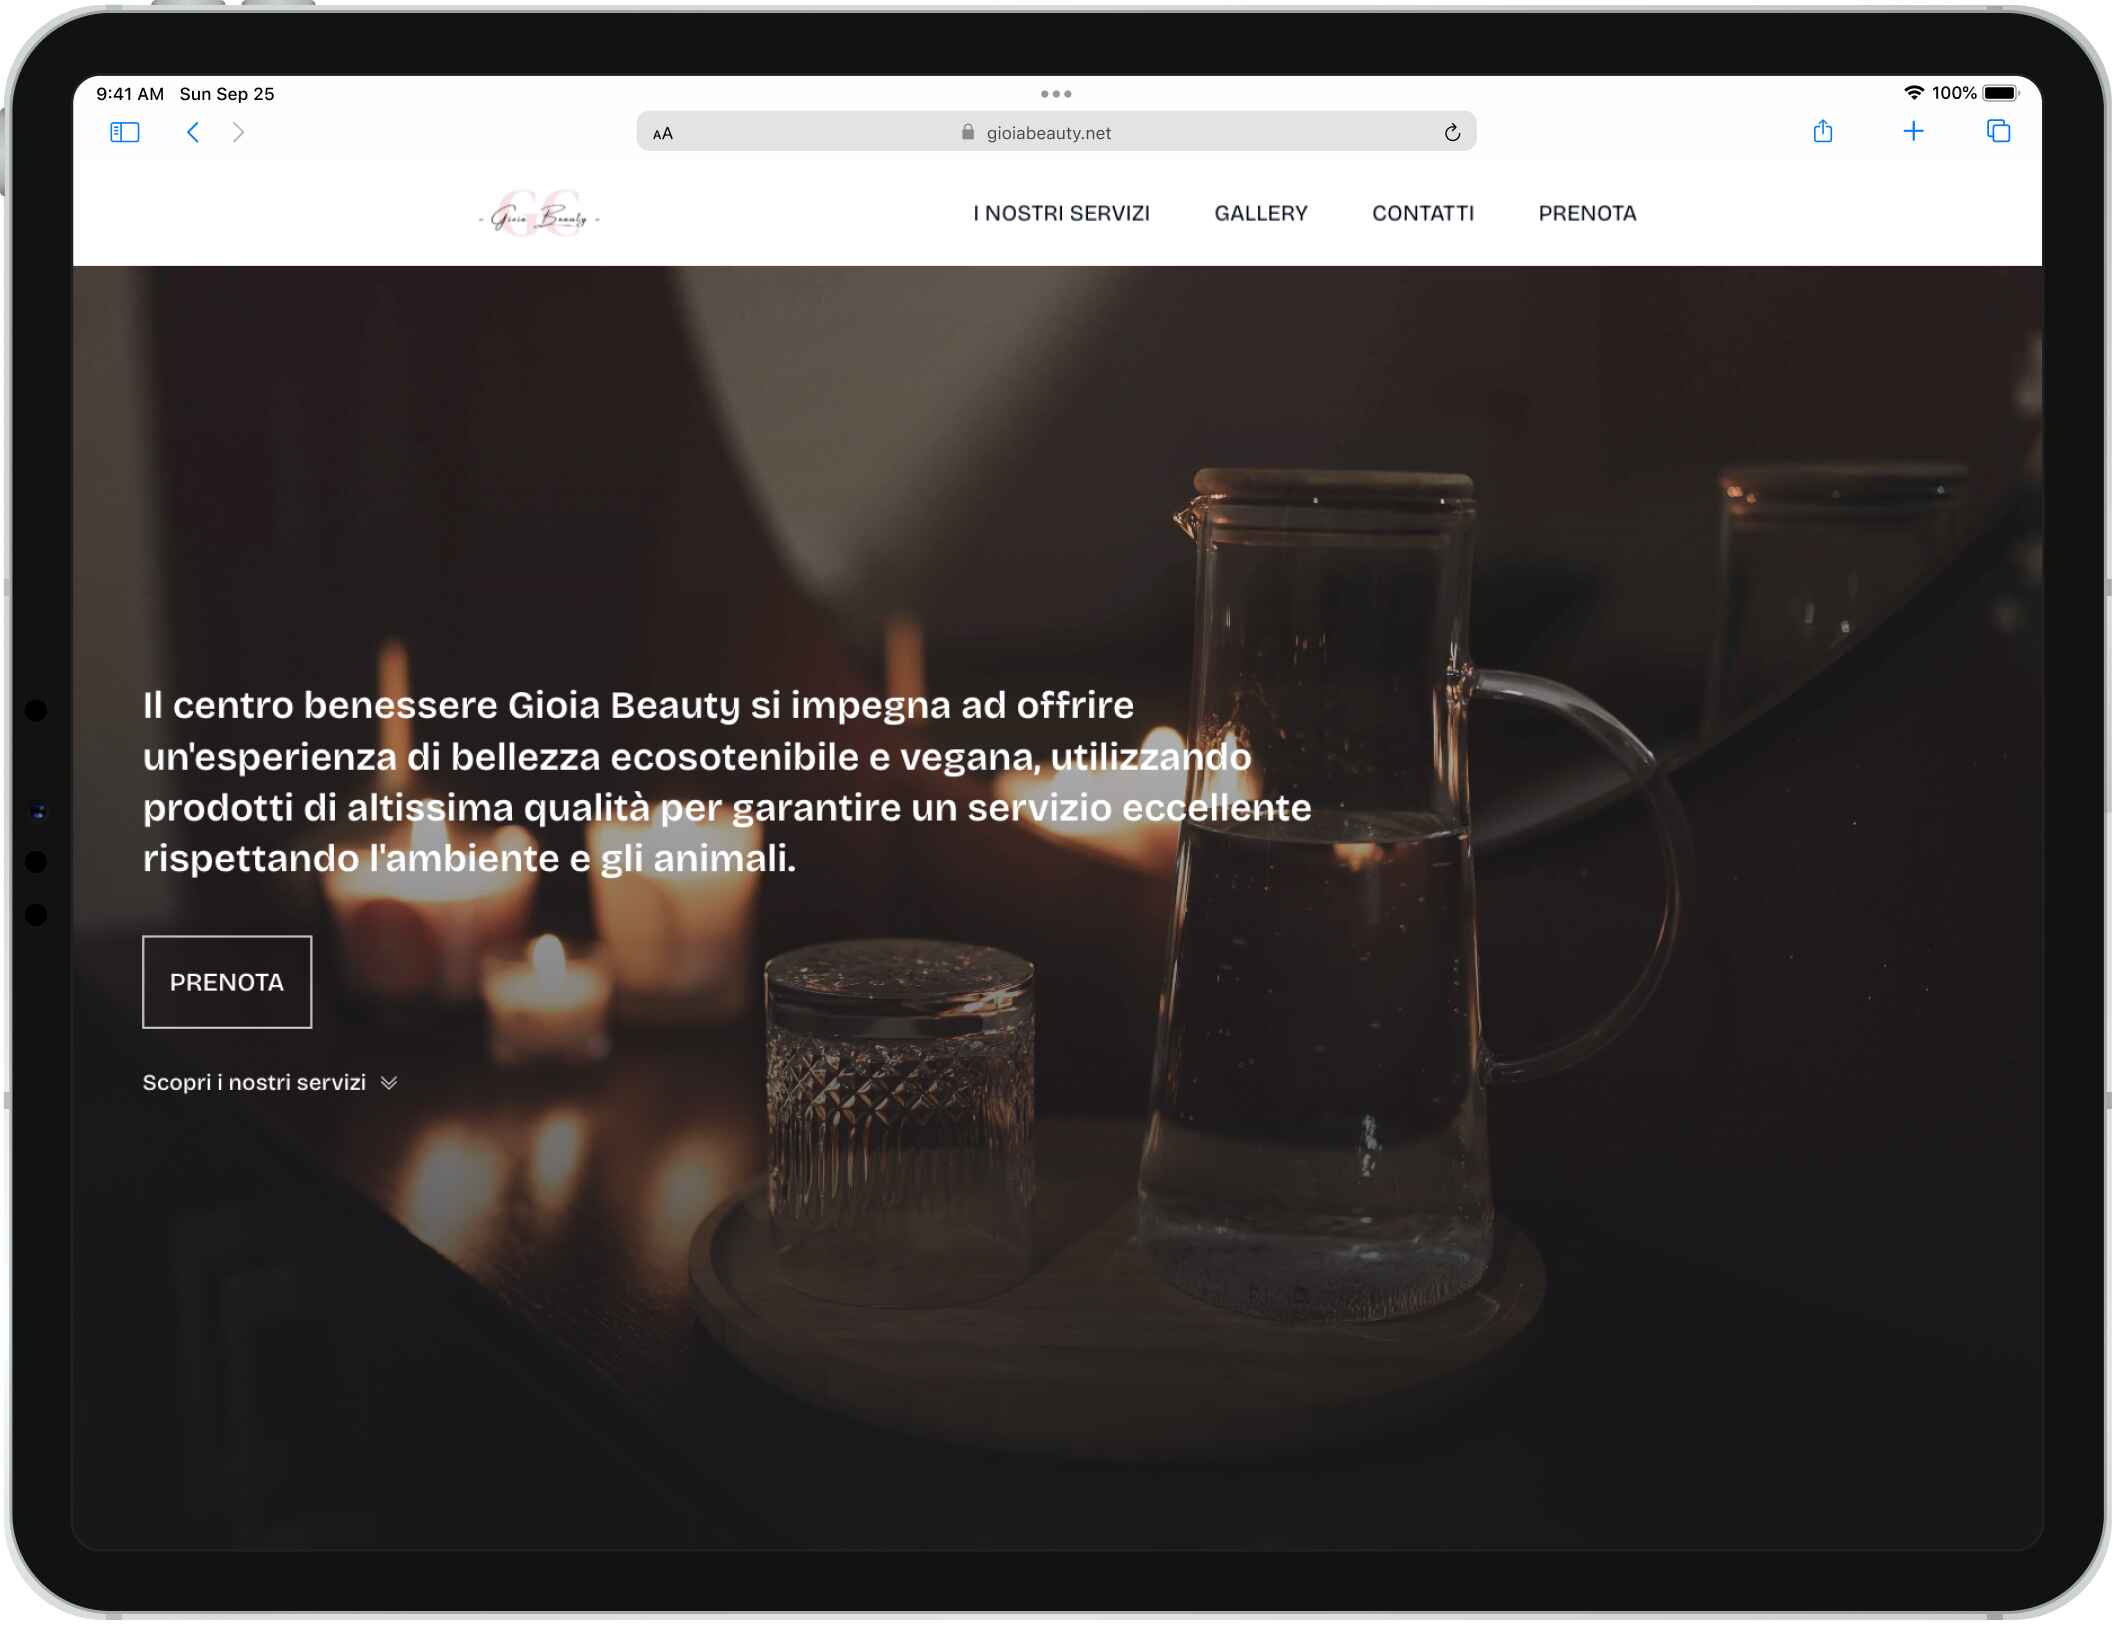 9:41 AM Sun Sep 25
100%
AA
gioiabeauty.net
GC
- Gioia Beauty -
I NOSTRI SERVIZI GALLERY CONTATTI PRENOTA
Il centro benessere Gioia Beauty si impegna ad offrire
un'esperienza di bellezza ecosotenibile e vegana, utilizzando
prodotti di altissima qualità per garantire un servizio eccellente
rispettando l'ambiente e gli animali.
PRENOTA
Scopri i nostri servizi